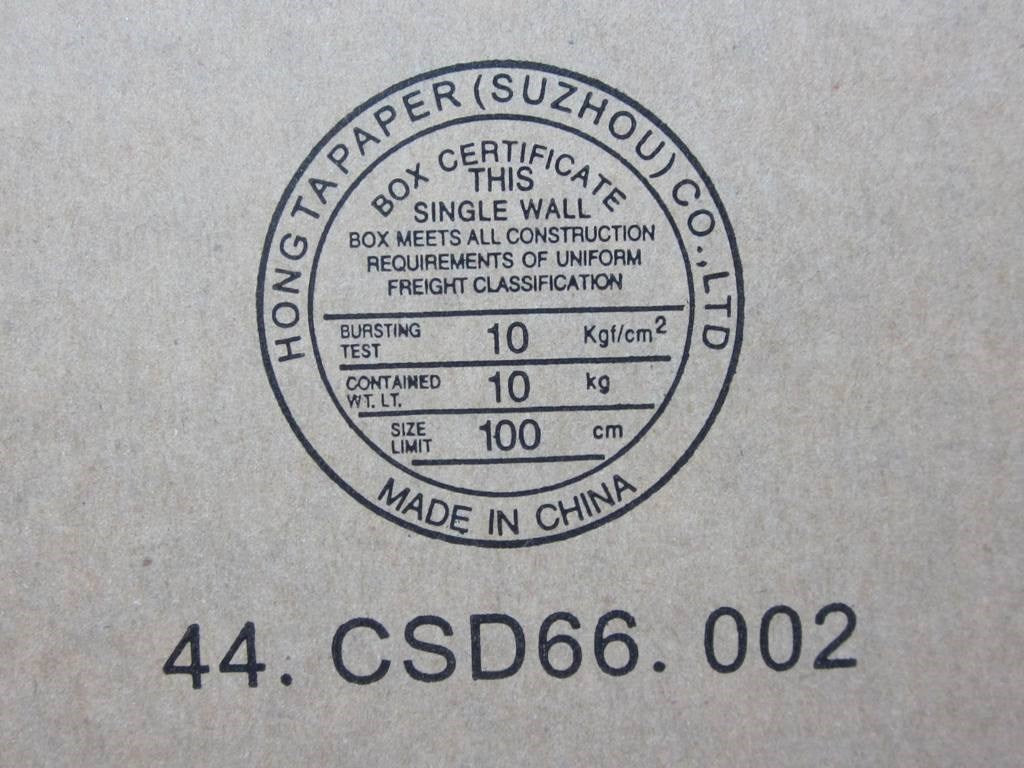 HONG TA PAPER (SUZHOU) CO., LTD
BOX CERTIFICATE
THIS
SINGLE WALL
BOX MEETS ALL CONSTRUCTION
REQUIREMENTS OF UNIFORM
FREIGHT CLASSIFICATION
BURSTING TEST 10 Kgf/cm²
CONTAINED WT. LT. 10 kg
SIZE LIMIT 100 cm
MADE IN CHINA
44. CSD66. 002